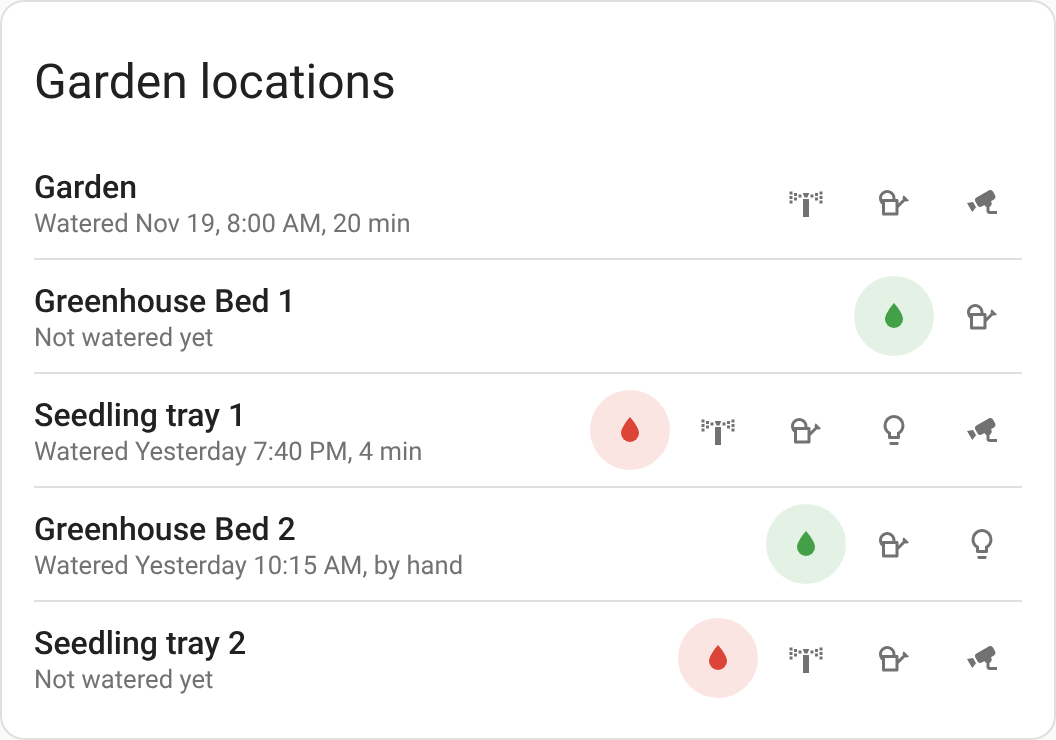 Garden locations
Garden
Watered Nov 19, 8:00 AM, 20 min
Greenhouse Bed 1
Not watered yet
Seedling tray 1
Watered Yesterday 7:40 PM, 4 min
Greenhouse Bed 2
Watered Yesterday 10:15 AM, by hand
Seedling tray 2
Not watered yet